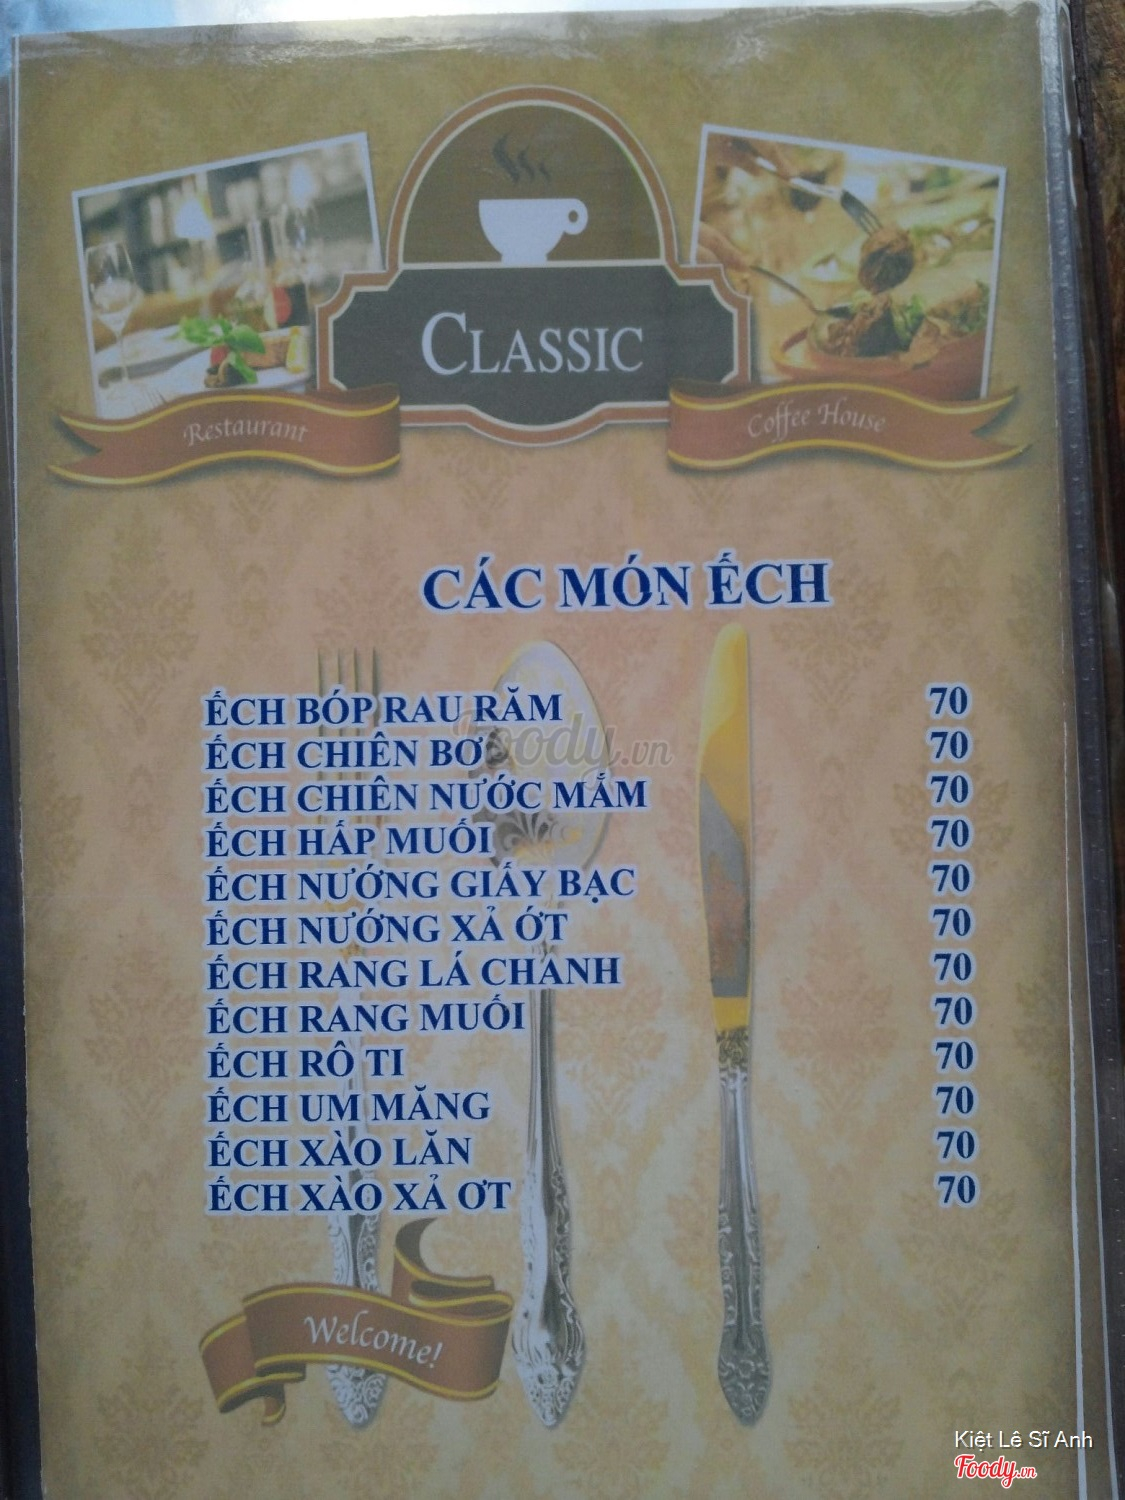 CLASSIC
Restaurant
Coffee House
CÁC MÓN ẾCH
ẾCH BÓP RAU RĂM 70
ẾCH CHIÊN BƠ 70
ẾCH CHIÊN NƯỚC MẮM 70
ẾCH HẤP MUỐI 70
ẾCH NƯỚNG GIẤY BẠC 70
ẾCH NƯỚNG XẢ ỚT 70
ẾCH RANG LÁ CHANH 70
ẾCH RANG MUỐI 70
ẾCH RÔ TI 70
ẾCH UM MĂNG 70
ẾCH XÀO LĂN 70
ẾCH XÀO XẢ ƠT 70
Foody.vn
Welcome!
Kiệt Lê Sĩ Anh
Foody.vn